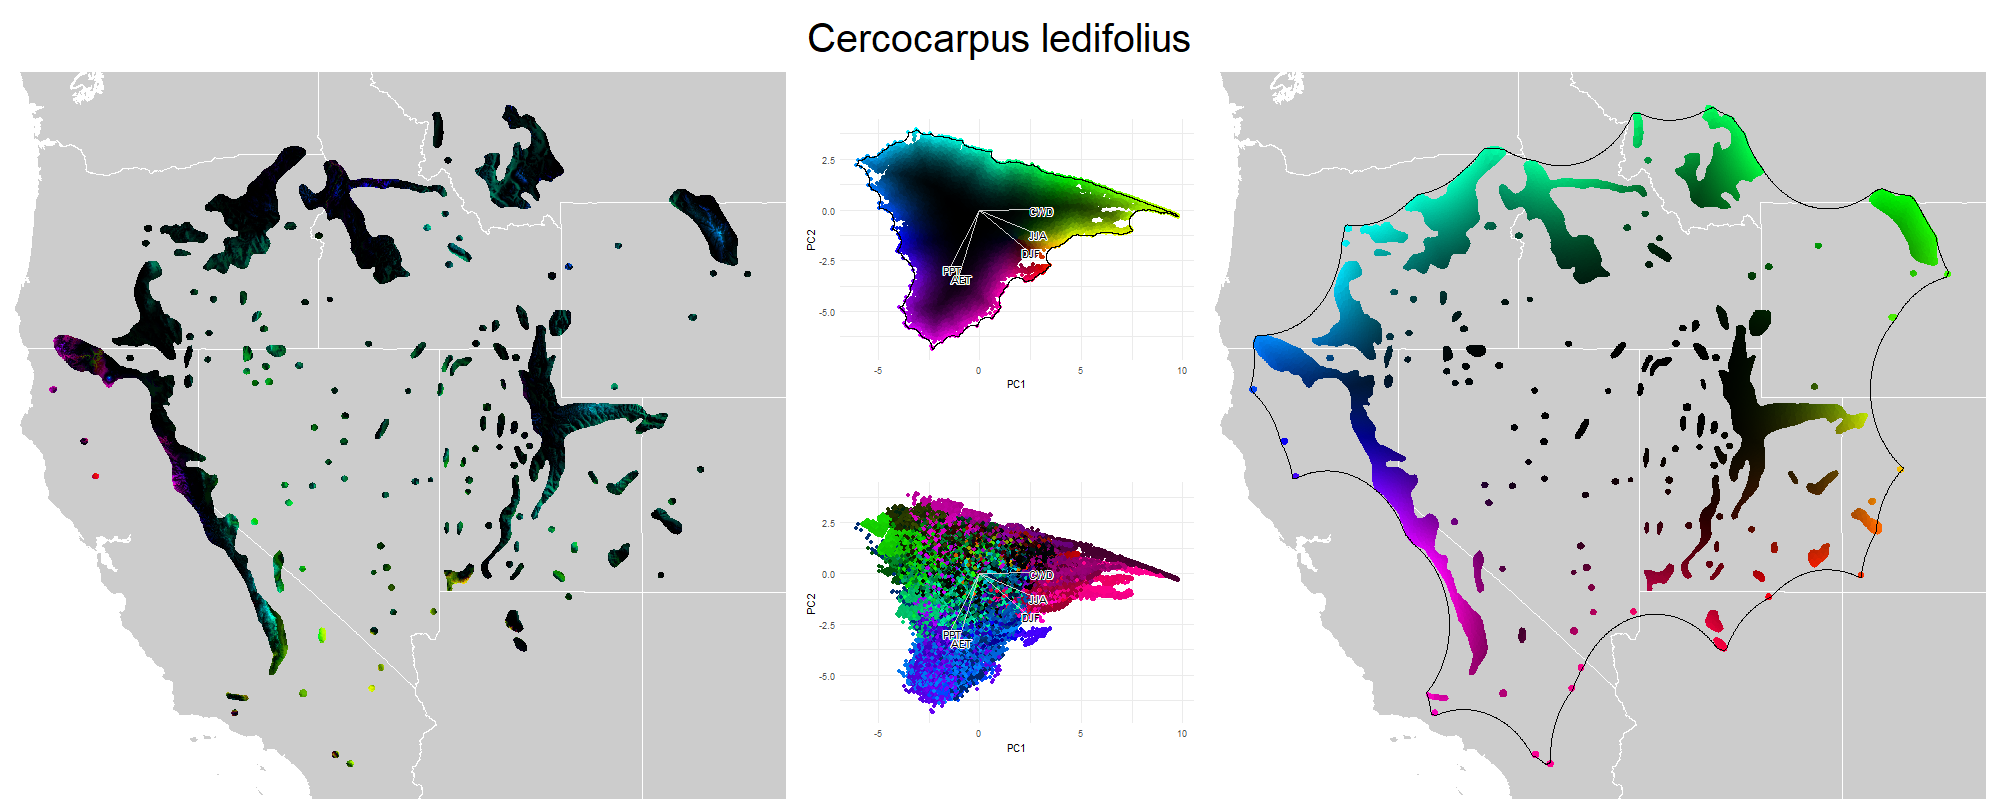 Cercocarpus ledifolius
2.5
0.0
-2.5
-5.0
PC2
CWD
JJA
DJF
PPT
AET
-5
0
5
10
PC1
2.5
0.0
-2.5
-5.0
PC2
CWD
JJA
DJF
PPT
AET
-5
0
5
10
PC1